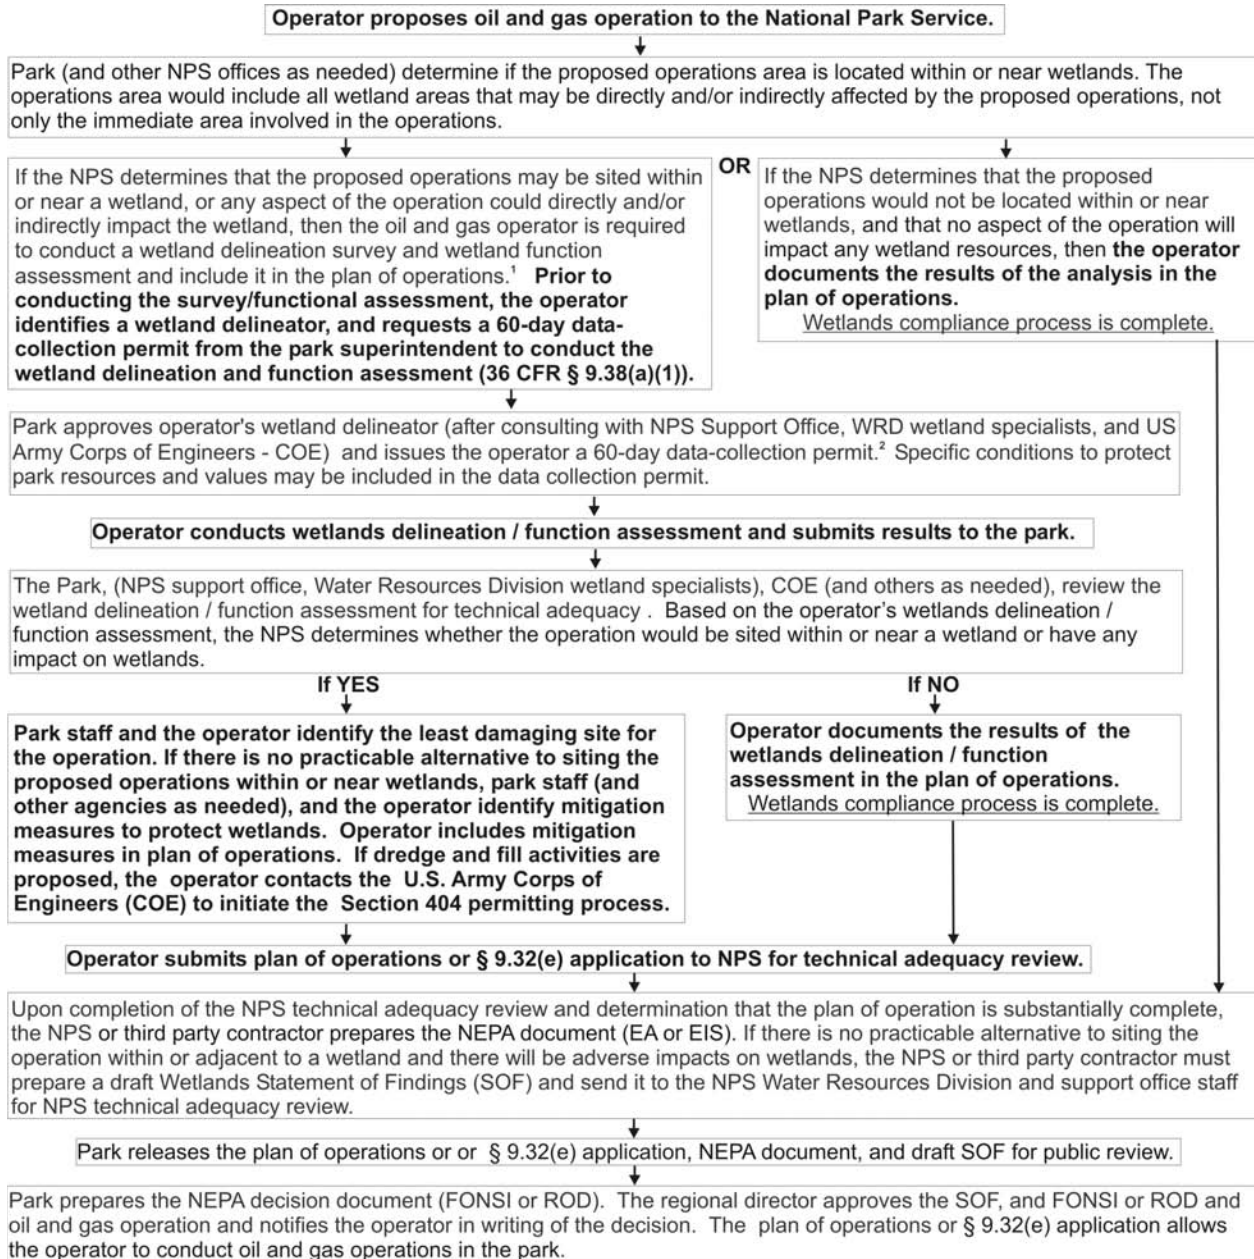 Operator proposes oil and gas operation to the National Park Service.
Park (and other NPS offices as needed) determine if the proposed operations area is located within or near wetlands. The
operations area would include all wetland areas that may be directly and/or indirectly affected by the proposed operations, not
only the immediate area involved in the operations.
If the NPS determines that the proposed operations may be sited within
or near a wetland, or any aspect of the operation could directly and/or
indirectly impact the wetland, then the oil and gas operator is required
to conduct a wetland delineation survey and wetland function
assessment and include it in the plan of operations.¹ Prior to
conducting the survey/functional assessment, the operator
identifies a wetland delineator, and requests a 60-day data-
collection permit from the park superintendent to conduct the
wetland delineation and function asessment (36 CFR § 9.38(a)(1)).
OR
If the NPS determines that the proposed
operations would not be located within or near
wetlands, and that no aspect of the operation will
impact any wetland resources, then the operator
documents the results of the analysis in the
plan of operations.
Wetlands compliance process is complete.
Park approves operator's wetland delineator (after consulting with NPS Support Office, WRD wetland specialists, and US
Army Corps of Engineers - COE) and issues the operator a 60-day data-collection permit.² Specific conditions to protect
park resources and values may be included in the data collection permit.
Operator conducts wetlands delineation / function assessment and submits results to the park.
The Park, (NPS support office, Water Resources Division wetland specialists), COE (and others as needed), review the
wetland delineation / function assessment for technical adequacy . Based on the operator's wetlands delineation /
function assessment, the NPS determines whether the operation would be sited within or near a wetland or have any
impact on wetlands.
If YES
Park staff and the operator identify the least damaging site for
the operation. If there is no practicable alternative to siting the
proposed operations within or near wetlands, park staff (and
other agencies as needed), and the operator identify mitigation
measures to protect wetlands. Operator includes mitigation
measures in plan of operations. If dredge and fill activities are
proposed, the operator contacts the U.S. Army Corps of
Engineers (COE) to initiate the Section 404 permitting process.
If NO
Operator documents the results of the
wetlands delineation / function
assessment in the plan of operations.
Wetlands compliance process is complete.
Operator submits plan of operations or § 9.32(e) application to NPS for technical adequacy review.
Upon completion of the NPS technical adequacy review and determination that the plan of operation is substantially complete,
the NPS or third party contractor prepares the NEPA document (EA or EIS). If there is no practicable alternative to siting the
operation within or adjacent to a wetland and there will be adverse impacts on wetlands, the NPS or third party contractor must
prepare a draft Wetlands Statement of Findings (SOF) and send it to the NPS Water Resources Division and support office staff
for NPS technical adequacy review.
Park releases the plan of operations or or § 9.32(e) application, NEPA document, and draft SOF for public review.
Park prepares the NEPA decision document (FONSI or ROD). The regional director approves the SOF, and FONSI or ROD and
oil and gas operation and notifies the operator in writing of the decision. The plan of operations or § 9.32(e) application allows
the operator to conduct oil and gas operations in the park.